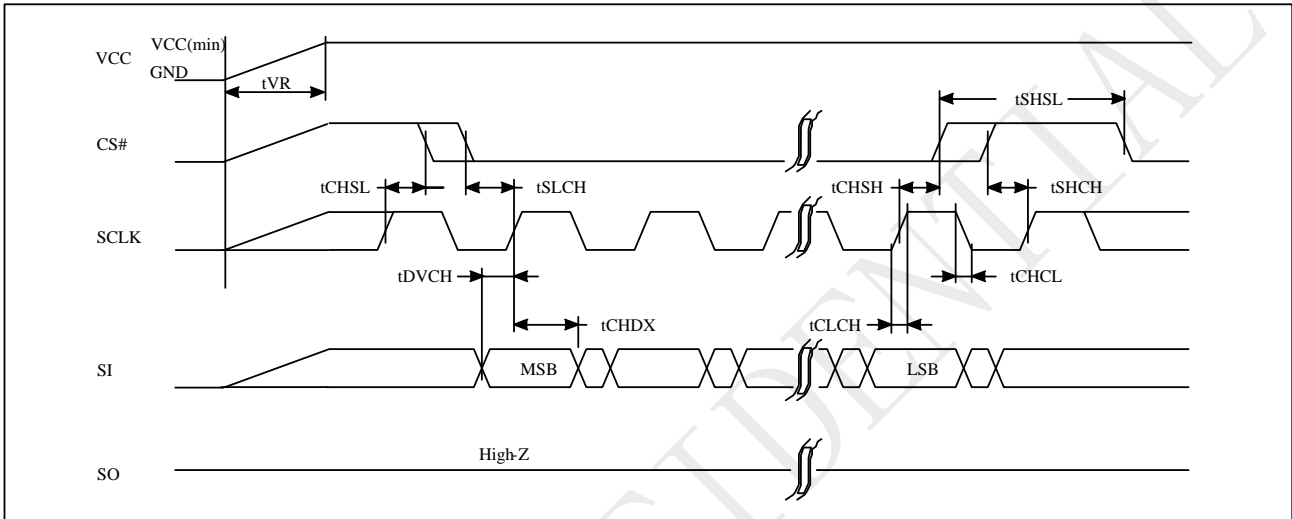 VCC(min)
VCC
GND
tVR
tSHSL
CS#
tCHSL
tSLCH
tCHSH
tSHCH
SCLK
tDVCH
tCHCL
tCHDX
tCLCH
SI
MSB
LSB
High-Z
SO